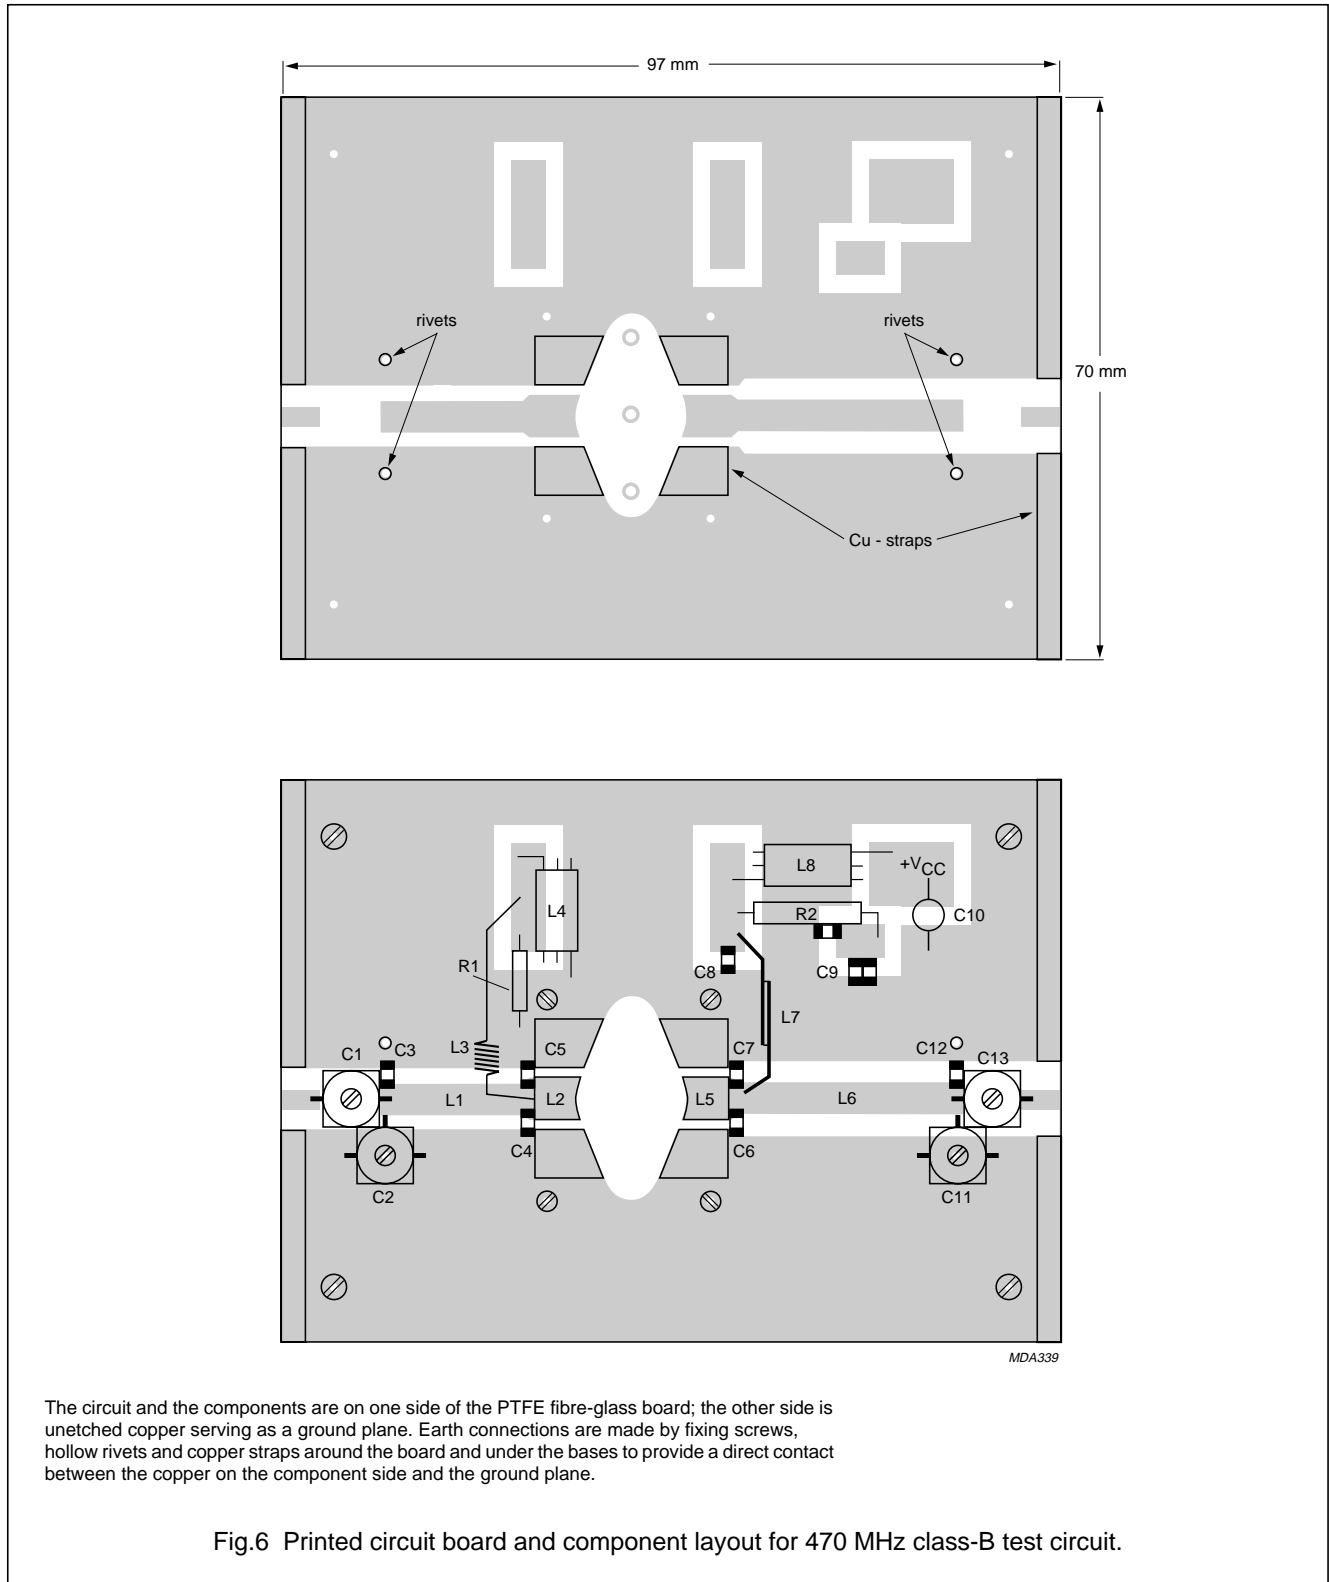 97 mm
rivets
rivets
70 mm
Cu - straps
L8
+VCC
L4
R2
C10
R1
C8
C9
L7
C1
C3
L3
C5
C7
C12
C13
L1
L2
L5
L6
C4
C6
C2
C11
MDA339
The circuit and the components are on one side of the PTFE fibre-glass board; the other side is
unetched copper serving as a ground plane. Earth connections are made by fixing screws,
hollow rivets and copper straps around the board and under the bases to provide a direct contact
between the copper on the component side and the ground plane.
Fig.6 Printed circuit board and component layout for 470 MHz class-B test circuit.